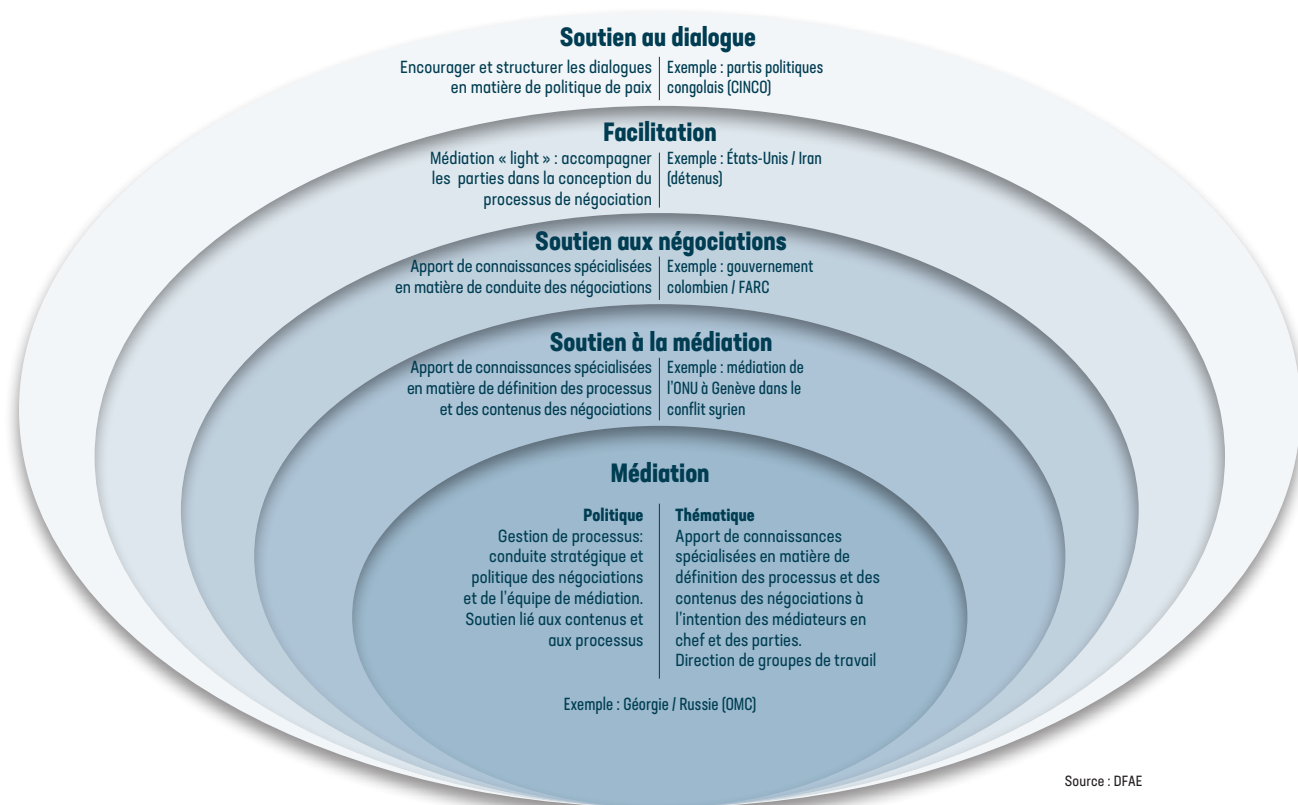 Soutien au dialogue
Encourager et structurer les dialogues
en matière de politique de paix
Exemple : partis politiques
congolais (CINCO)
Facilitation
Médiation « light » : accompagner
les parties dans la conception du
processus de négociation
Exemple : États-Unis / Iran
(détenus)
Soutien aux négociations
Apport de connaissances spécialisées
en matière de conduite des négociations
Exemple : gouvernement
colombien / FARC
Soutien à la médiation
Apport de connaissances spécialisées
en matière de définition des processus
et des contenus des négociations
Exemple : médiation de
l'ONU à Genève dans le
conflit syrien
Médiation
Politique
Gestion de processus:
conduite stratégique et
politique des négociations
et de l'équipe de médiation.
Soutien lié aux contenus et
aux processus
Thématique
Apport de connaissances
spécialisées en matière de
définition des processus et des
contenus des négociations à
l'intention des médiateurs en
chef et des parties.
Direction de groupes de travail
Exemple : Géorgie / Russie (OMC)
Source : DFAE